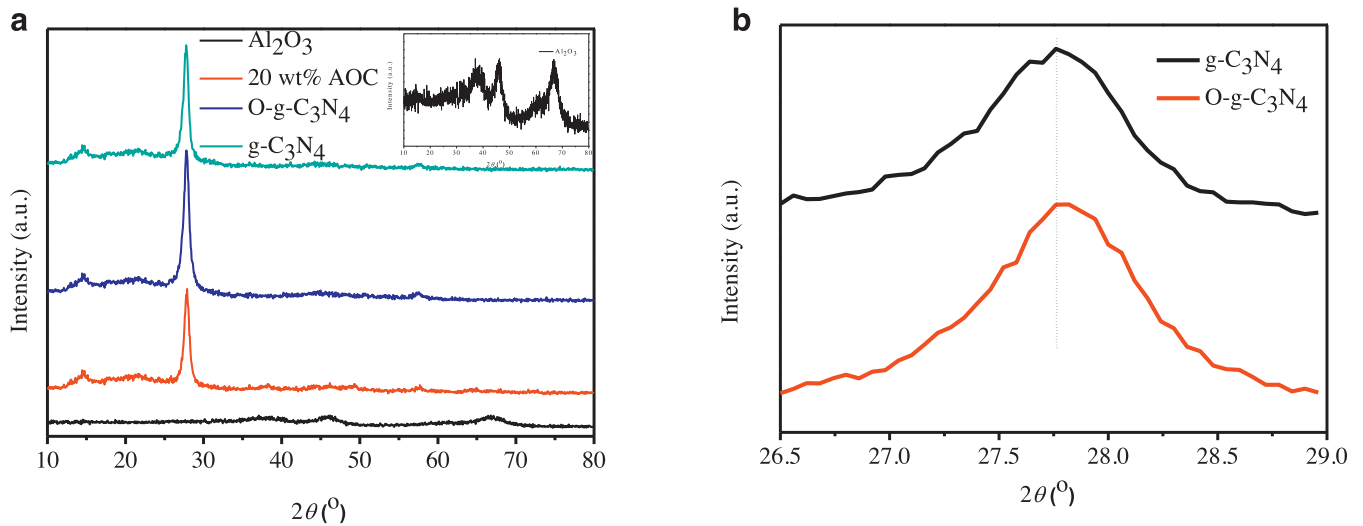 a
Al₂O₃
20 wt% AOC
O-g-C₃N₄
g-C₃N₄
Intensity (a.u.)
10 20 30 40 50 60 70 80
2θ (°)
Al₂O₃
Intensity (a.u.)
10 20 30 40 50 60 70 80
2θ(°)
b
g-C₃N₄
O-g-C₃N₄
Intensity (a.u.)
26.5 27.0 27.5 28.0 28.5 29.0
2θ (°)